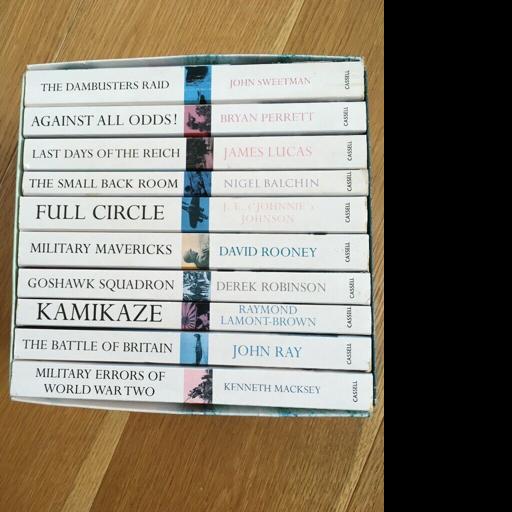 THE DAMBUSTERS RAID JOHN SWEETMAN CASSELL
AGAINST ALL ODDS! BRYAN PERRETT CASSELL
LAST DAYS OF THE REICH JAMES LUCAS CASSELL
THE SMALL BACK ROOM NIGEL BALCHIN CASSELL
FULL CIRCLE J. E. ('JOHNNIE')
JOHNSON CASSELL
MILITARY MAVERICKS DAVID ROONEY CASSELL
GOSHAWK SQUADRON DEREK ROBINSON CASSELL
KAMIKAZE RAYMOND
LAMONT-BROWN CASSELL
THE BATTLE OF BRITAIN JOHN RAY CASSELL
MILITARY ERRORS OF
WORLD WAR TWO KENNETH MACKSEY CASSELL